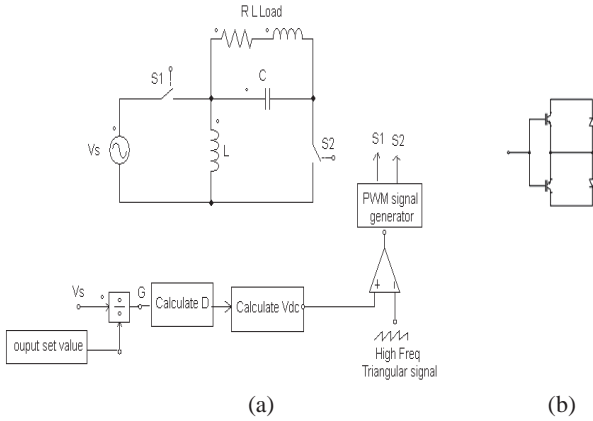 R L Load
S1
C
Vs
L
S2
S1 S2
PWM signal
generator
Vs
÷
G
Calculate D
Calculate Vdc
+ -
ouput set value
High Freq
Triangular signal
(a)
(b)